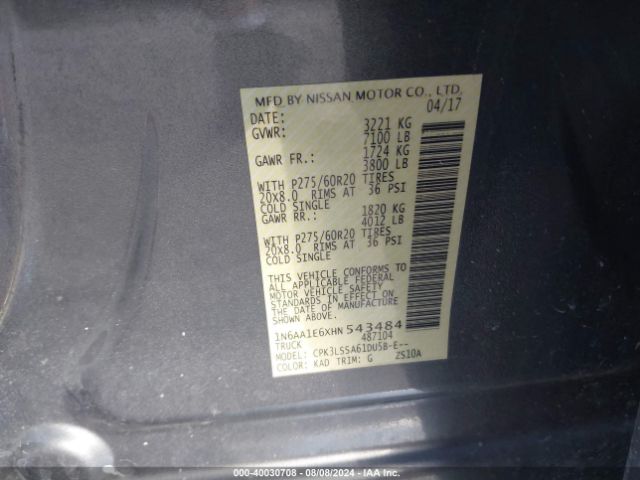 MFD BY NISSAN MOTOR CO., LTD.
DATE: 04/17
GVWR: 3221 KG
7100 LB
GAWR FR.: 1724 KG
3800 LB
WITH P275/60R20 TIRES
20X8.0 RIMS AT 36 PSI
COLD SINGLE
GAWR RR.: 1820 KG
4012 LB
WITH P275/60R20 TIRES
20X8.0 RIMS AT 36 PSI
COLD SINGLE
THIS VEHICLE CONFORMS TO
ALL APPLICABLE FEDERAL
MOTOR VEHICLE SAFETY
STANDARDS IN EFFECT ON
THE DATE OF MANUFACTURE
SHOWN ABOVE.
1N6AA1E6XHN543484
TRUCK 487104
MODEL: CPK3LSSA61DU5B-E--
COLOR: KAD TRIM: G ZS10A
000-40030708 - 08/08/2024 - IAA Inc.